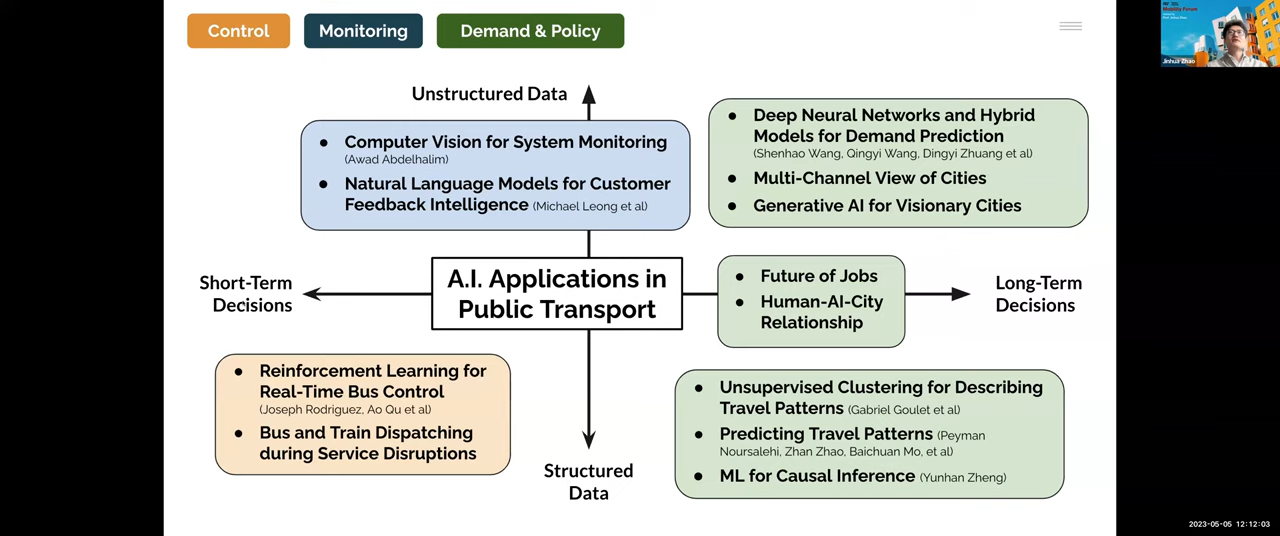 Control
Monitoring
Demand & Policy
Unstructured Data
● Computer Vision for System Monitoring
(Awad Abdelhalim)
● Natural Language Models for Customer
Feedback Intelligence (Michael Leong et al)
● Deep Neural Networks and Hybrid
Models for Demand Prediction
(Shenhao Wang, Qingyi Wang, Dingyi Zhuang et al)
● Multi-Channel View of Cities
● Generative AI for Visionary Cities
Short-Term
Decisions
A.I. Applications in
Public Transport
● Future of Jobs
● Human-AI-City
Relationship
Long-Term
Decisions
● Reinforcement Learning for
Real-Time Bus Control
(Joseph Rodriguez, Ao Qu et al)
● Bus and Train Dispatching
during Service Disruptions
Structured
Data
● Unsupervised Clustering for Describing
Travel Patterns (Gabriel Goulet et al)
● Predicting Travel Patterns (Peyman
Noursalehi, Zhan Zhao, Baichuan Mo, et al)
● ML for Causal Inference (Yunhan Zheng)
Mobility Forum
Jinhua Zhao
2023-05-05 12:12:03